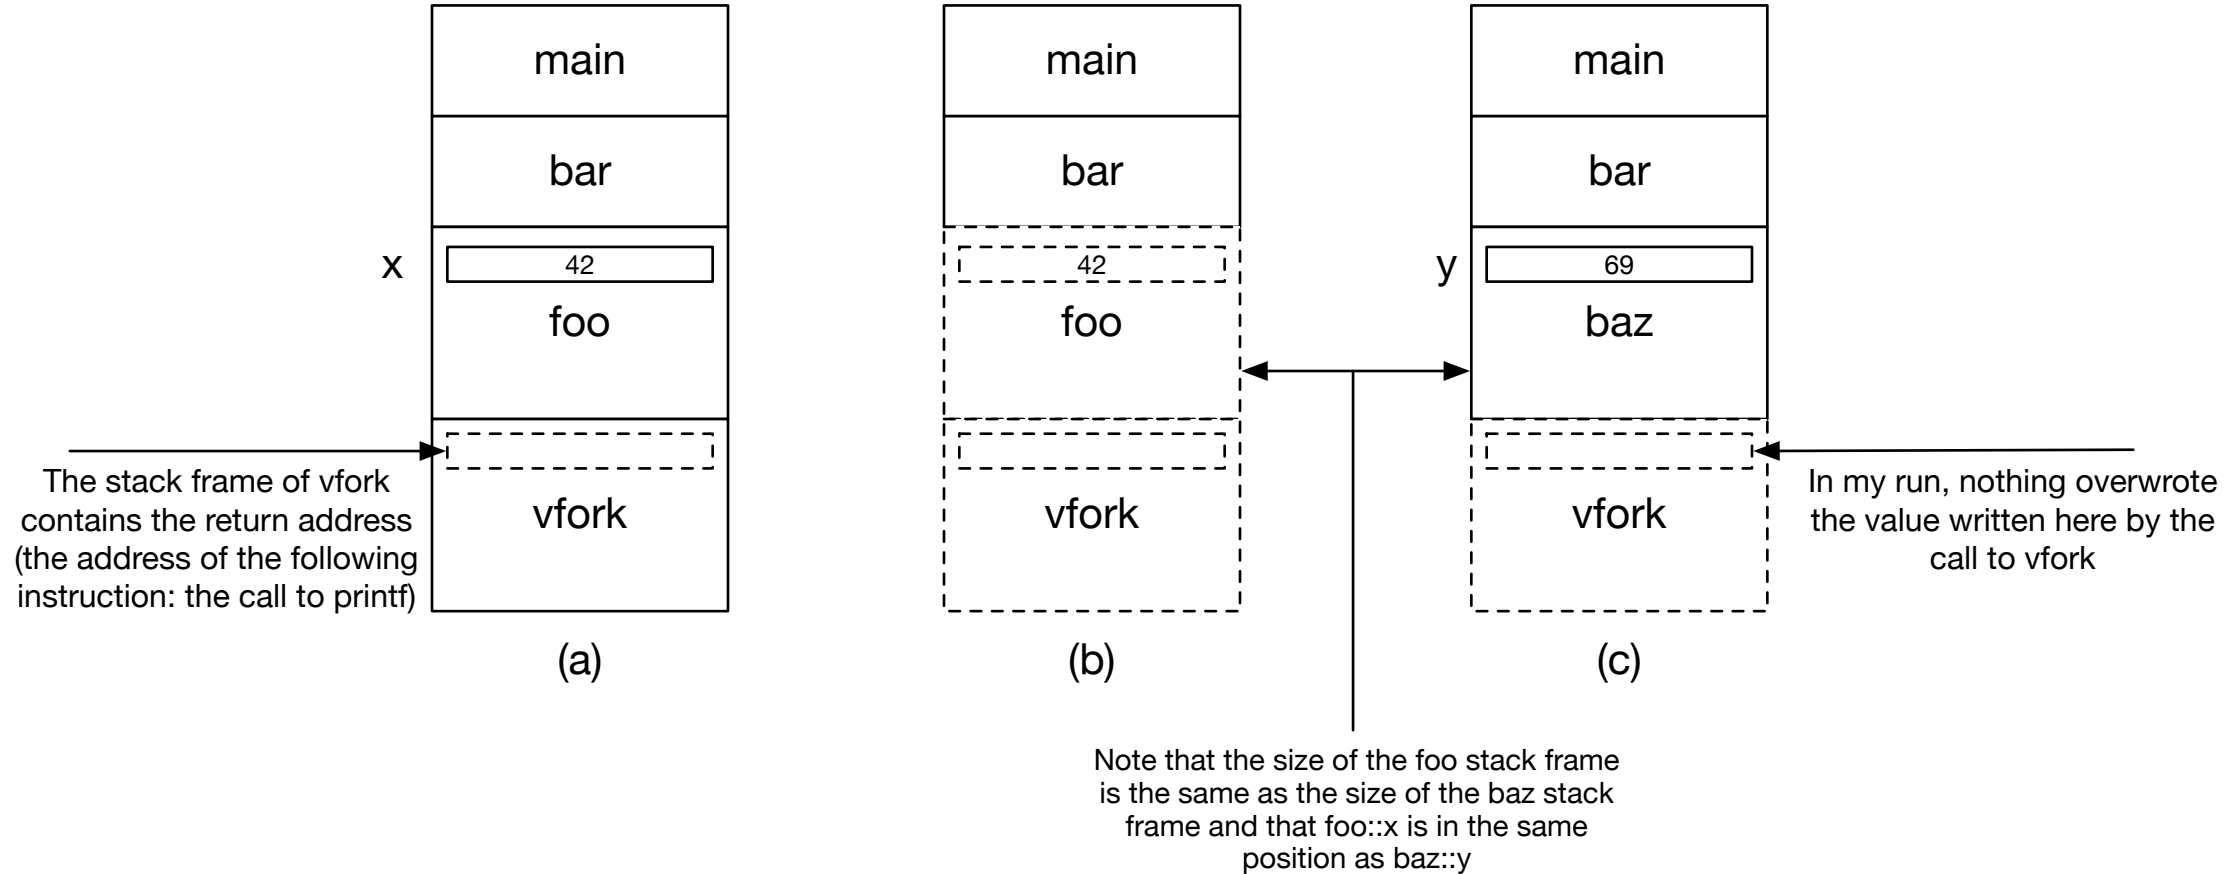 main
bar
x
42
foo
vfork
The stack frame of vfork
contains the return address
(the address of the following
instruction: the call to printf)
(a)
main
bar
42
foo
vfork
(b)
main
bar
y
69
baz
vfork
In my run, nothing overwrote
the value written here by the
call to vfork
(c)
Note that the size of the foo stack frame
is the same as the size of the baz stack
frame and that foo::x is in the same
position as baz::y